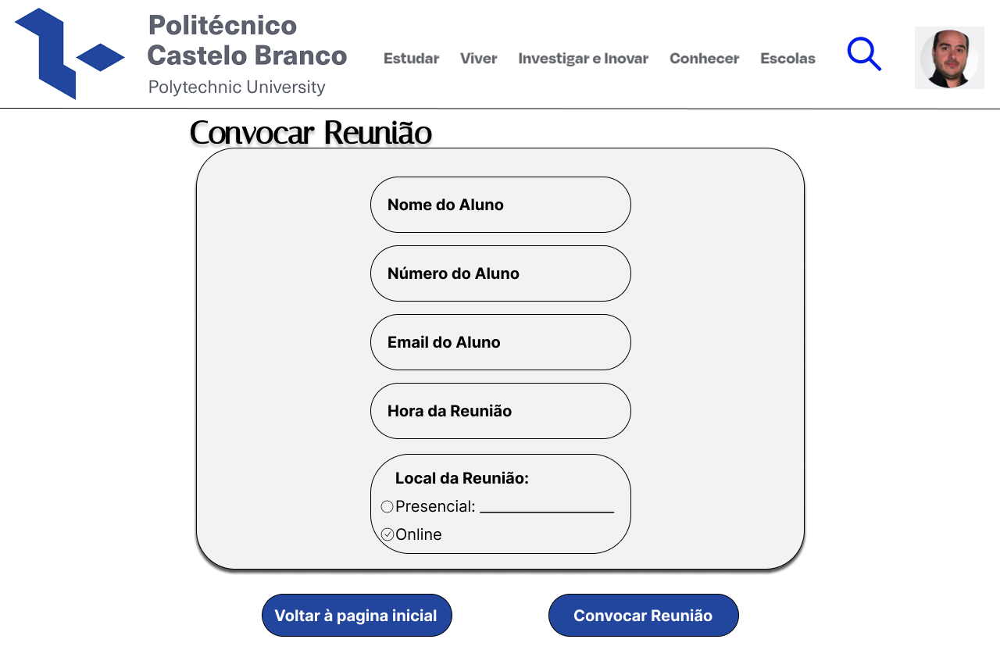 Politécnico
Castelo Branco
Polytechnic University
Estudar Viver Investigar e Inovar Conhecer Escolas
Convocar Reunião
Nome do Aluno
Número do Aluno
Email do Aluno
Hora da Reunião
Local da Reunião:
Presencial: ________________
Online
Voltar à pagina inicial
Convocar Reunião